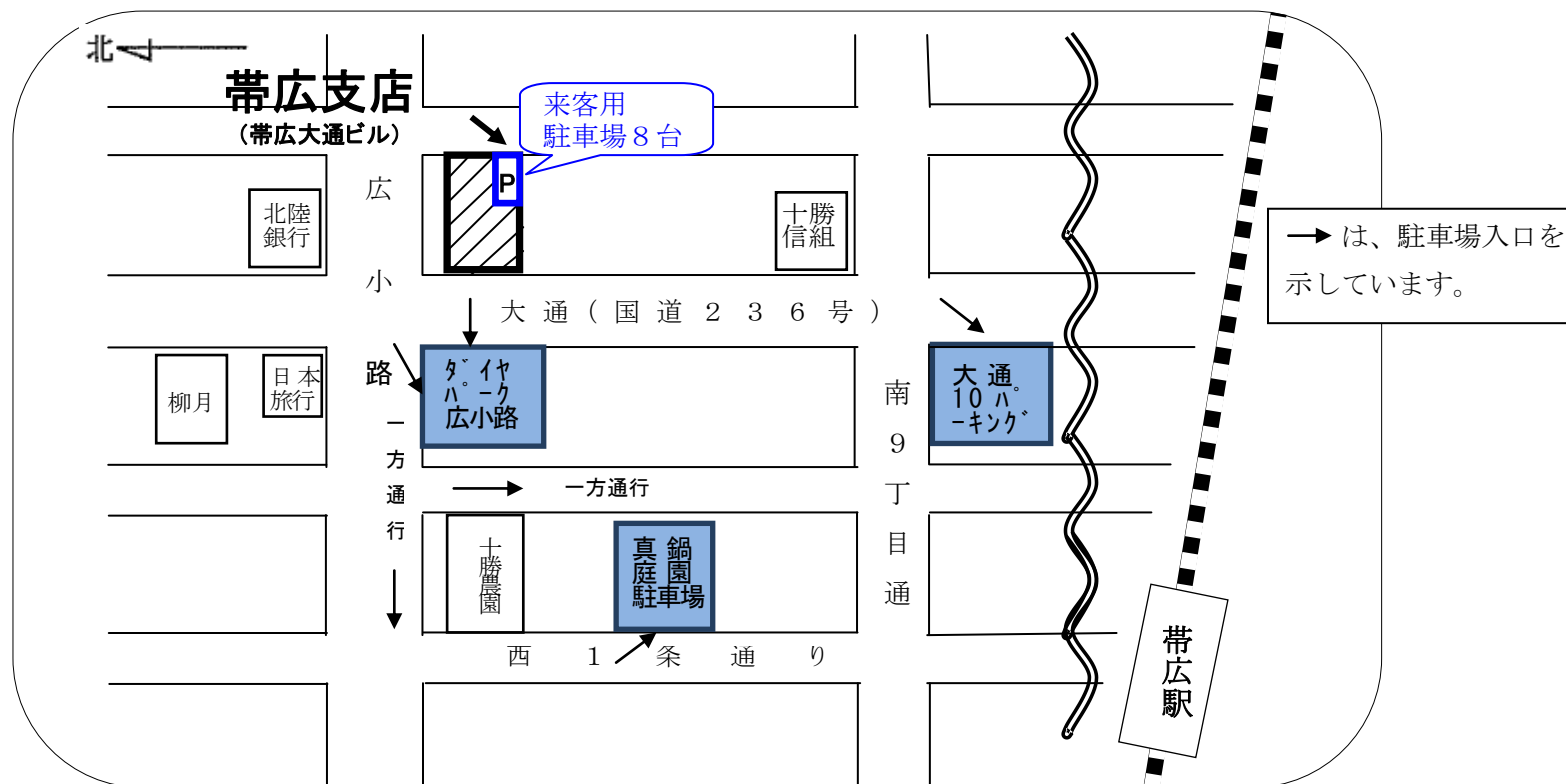 北
帯広支店
(帯広大通ビル)
来客用
駐車場８台
P
北陸
銀行
広小路
十勝
信組
→ は、駐車場入口を
示しています。
大通(国道２３６号)
柳月
日本
旅行
ﾀﾞｲﾔ
ﾊﾟｰｸ
広小路
大通
10ﾊﾟ
ｰｷﾝｸﾞ
一方通行
南９丁目通
一方通行
十勝農園
真鍋
庭園
駐車場
西１条通り
帯広駅